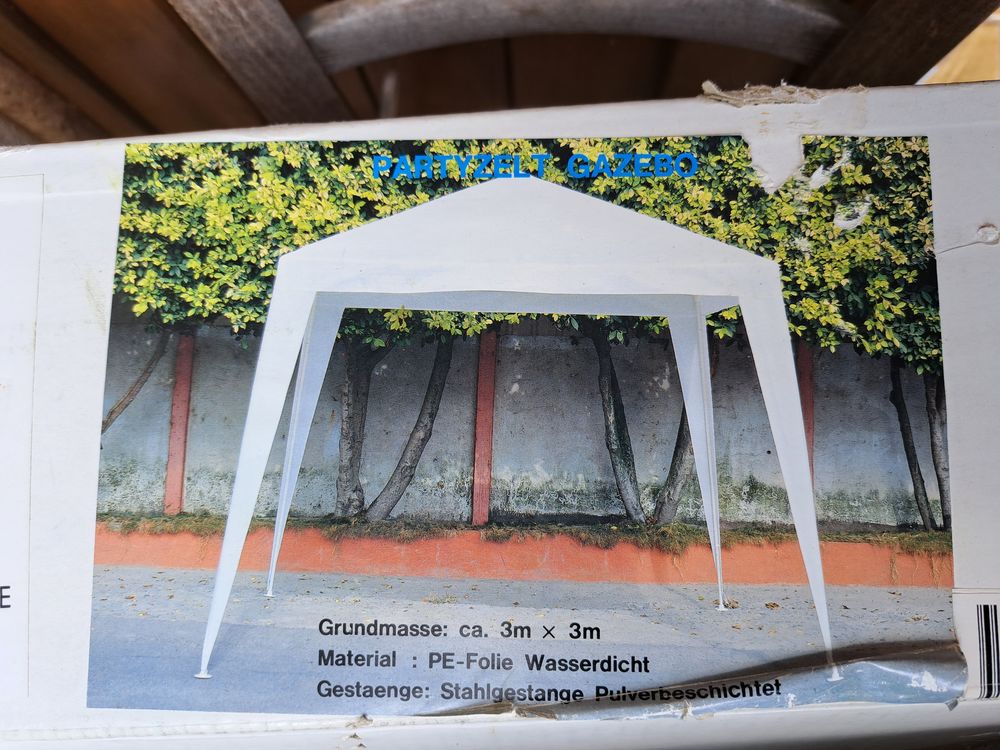 PARTYZELT GAZEBO
E
Grundmasse: ca. 3m × 3m
Material : PE-Folie Wasserdicht
Gestaenge: Stahlgestange Pulverbeschichtet